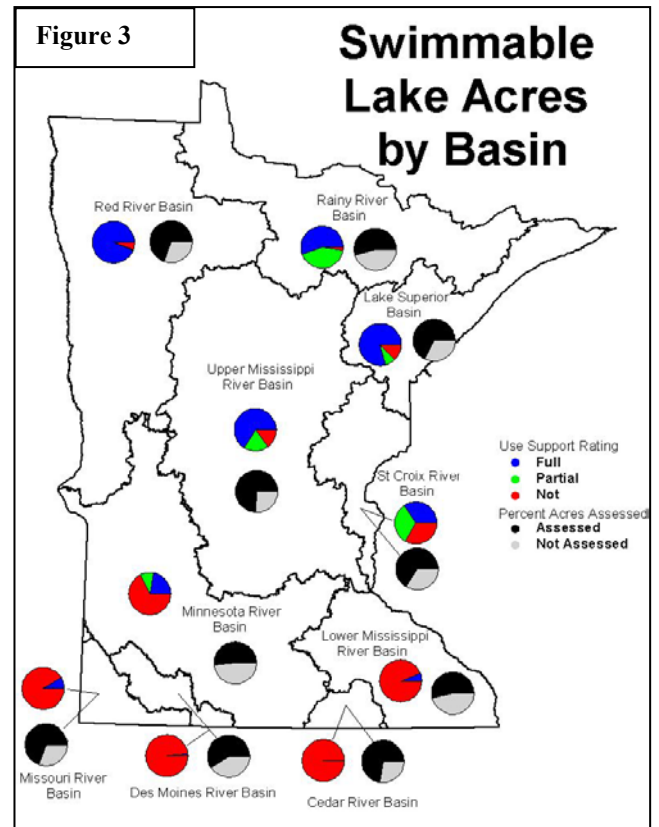 Figure 3
Swimmable
Lake Acres
by Basin
Red River Basin
Rainy River
Basin
Lake Superior
Basin
Upper Mississippi
River Basin
St Croix River
Basin
Use Support Rating
Full
Partial
Not
Percent Acres Assessed
Assessed
Not Assessed
Minnesota River
Basin
Lower Mississippi
River Basin
Missouri River
Basin
Des Moines River Basin
Cedar River Basin